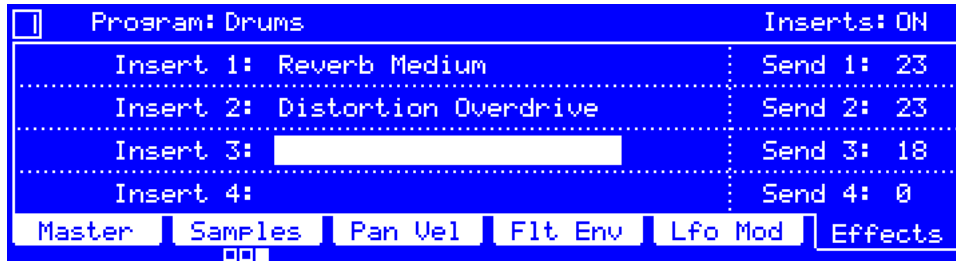 Program: Drums Inserts: ON
Insert 1: Reverb Medium Send 1: 23
Insert 2: Distortion Overdrive Send 2: 23
Insert 3: Send 3: 18
Insert 4: Send 4: 0
Master Samples Pan Vel Flt Env Lfo Mod Effects